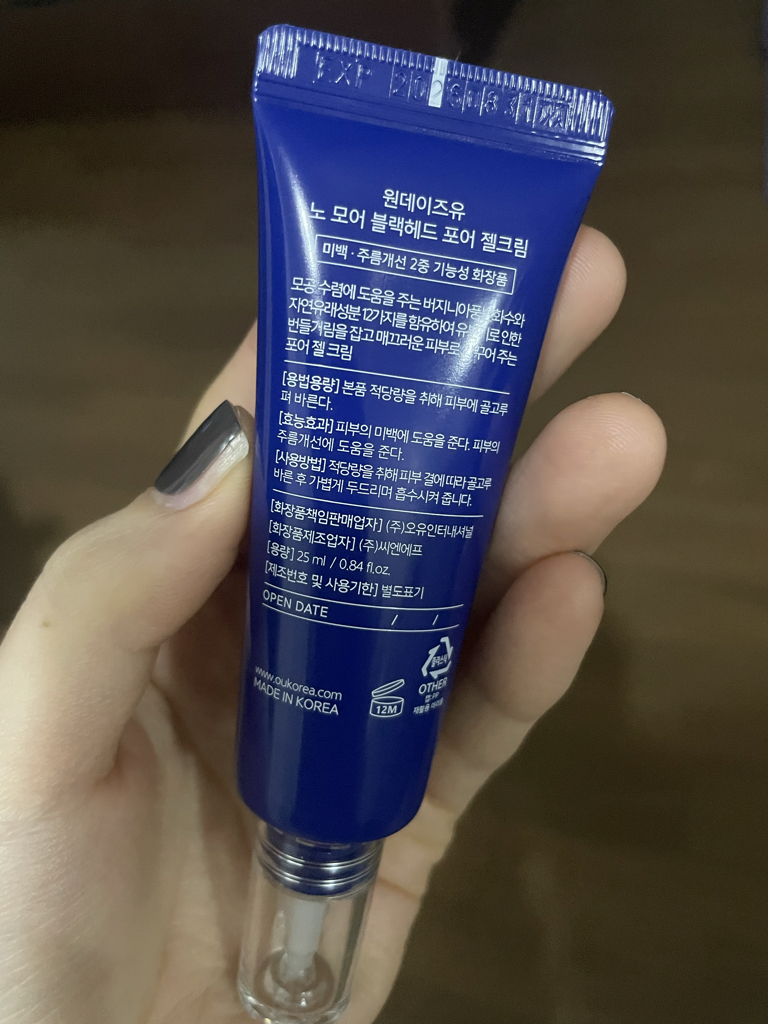 EXP
원데이즈유
노 모어 블랙헤드 포어 젤크림
미백 · 주름개선 2중 기능성 화장품
모공 수렴에 도움을 주는 버지니아풍
자연유래성분 12가지를 함유하여
번들거림을 잡고 매끄러운 피부로 주는
포어 젤 크림
[용법용량] 본품 적당량을 취해 피부에 골고루
펴 바른다.
[효능효과] 피부의 미백에 도움을 준다. 피부의
주름개선에 도움을 준다.
[사용방법] 적당량을 취해 피부 결에 따라 골고루
바른 후 가볍게 두드리며 흡수시켜 줍니다.
[화장품책임판매업자] (주)오유인터내셔널
[화장품제조업자] (주)씨엔에프
[용량] 25 ml / 0.84 fl.oz.
[제조번호 및 사용기한] 별도표기
OPEN DATE / /
www.oukorea.com
MADE IN KOREA
12M
플라스틱
OTHER